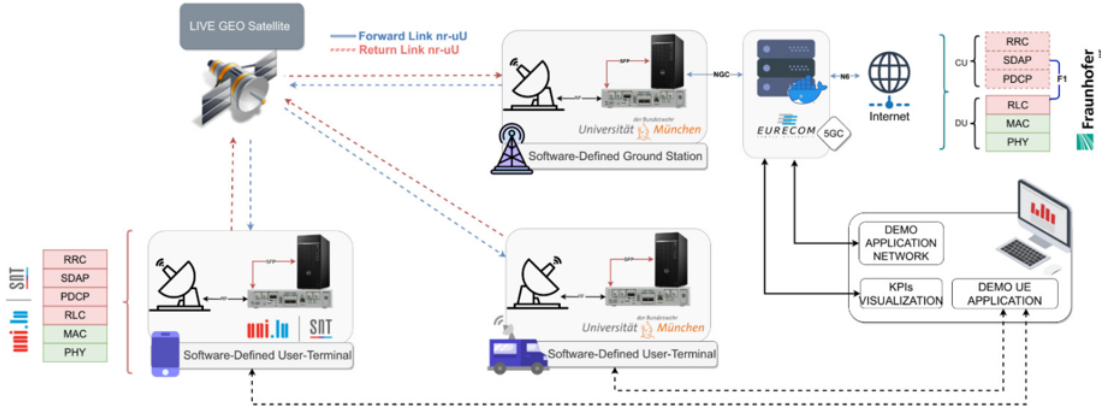 LIVE GEO Satellite
Forward Link nr-uU
Return Link nr-uU
SFP
RF
der Bundeswehr
Universität München
Software-Defined Ground Station
NGC
EURECOM
5GC
N6
Internet
CU
DU
RRC
SDAP
PDCP
RLC
MAC
PHY
F1
Fraunhofer
IIS
uni.lu
SNT
RRC
SDAP
PDCP
RLC
MAC
PHY
SFP
RF
uni.lu
SNT
Software-Defined User-Terminal
SFP
RF
der Bundeswehr
Universität München
Software-Defined User-Terminal
DEMO
APPLICATION
NETWORK
KPIs
VISUALIZATION
DEMO UE
APPLICATION